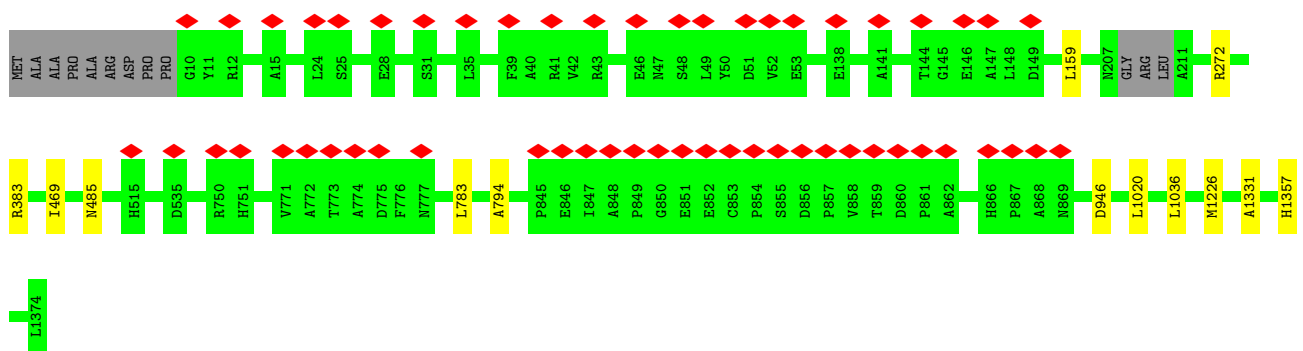 MET ALA ALA PRO ALA ARG ASP PRO PRO G10 Y11 R12 A15 L24 S25 E28 S31 L35 F39 A40 R41 V42 R43 E46 N47 S48 L49 Y50 D51 V52 E53 E138 A141 T144 G145 E146 A147 L148 D149 L159 N207 GLY ARG LEU A211 R272
R383 I469 N485 H515 D535 R750 H751 V771 A772 T773 A774 D775 F776 N777 L783 A794 P845 E846 I847 A848 P849 G850 E851 E852 C853 P854 S855 D856 P857 V858 T859 D860 P861 A862 H866 P867 A868 N869 D946 L1020 L1036 M1226 A1331 H1357
L1374